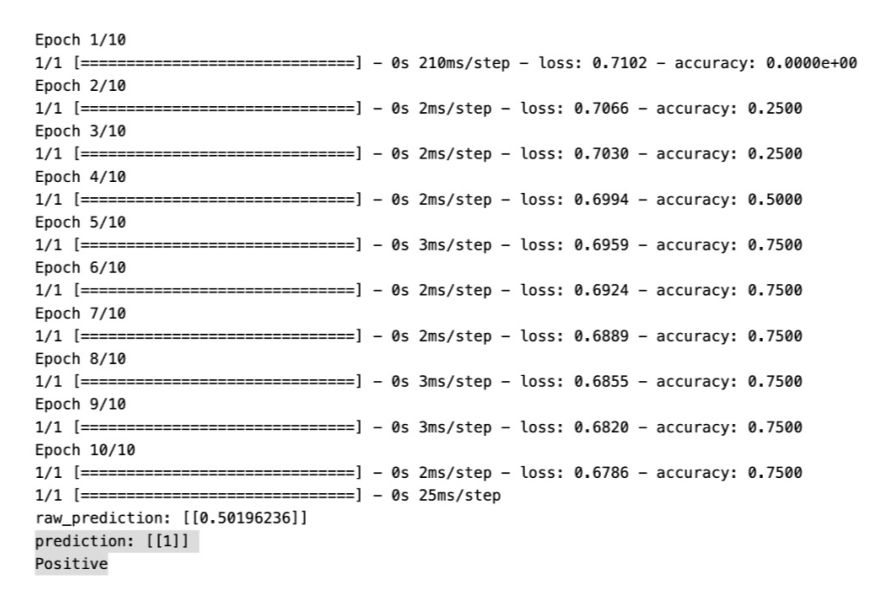 Epoch 1/10
1/1 [==============================] – 0s 210ms/step – loss: 0.7102 – accuracy: 0.0000e+00
Epoch 2/10
1/1 [==============================] – 0s 2ms/step – loss: 0.7066 – accuracy: 0.2500
Epoch 3/10
1/1 [==============================] – 0s 2ms/step – loss: 0.7030 – accuracy: 0.2500
Epoch 4/10
1/1 [==============================] – 0s 2ms/step – loss: 0.6994 – accuracy: 0.5000
Epoch 5/10
1/1 [==============================] – 0s 3ms/step – loss: 0.6959 – accuracy: 0.7500
Epoch 6/10
1/1 [==============================] – 0s 2ms/step – loss: 0.6924 – accuracy: 0.7500
Epoch 7/10
1/1 [==============================] – 0s 2ms/step – loss: 0.6889 – accuracy: 0.7500
Epoch 8/10
1/1 [==============================] – 0s 3ms/step – loss: 0.6855 – accuracy: 0.7500
Epoch 9/10
1/1 [==============================] – 0s 3ms/step – loss: 0.6820 – accuracy: 0.7500
Epoch 10/10
1/1 [==============================] – 0s 2ms/step – loss: 0.6786 – accuracy: 0.7500
1/1 [==============================] – 0s 25ms/step
raw_prediction: [[0.50196236]]
prediction: [[1]]
Positive